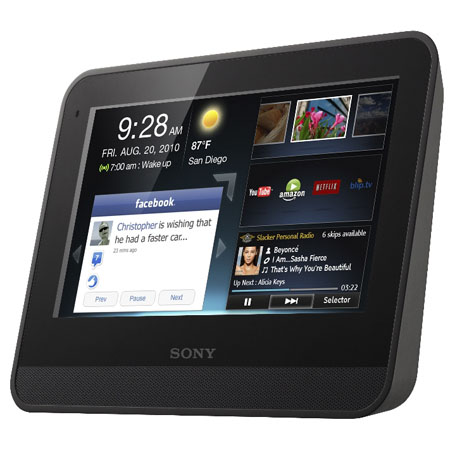 9:28 AM
FRI. AUG. 20, 2010
7:00 am : Wake up
87°F
San Diego
facebook
Christopher is wishing that
he had a faster car...
23 mins ago
Prev
Pause
Next
You Tube
amazon
NETFLIX
blip.tv
Slacker Personal Radio 6 skips available
Beyoncé
I Am...Sasha Fierce
That's Why You're Beautiful
Up Next : Alicia Keys
03:22
Selector
SONY